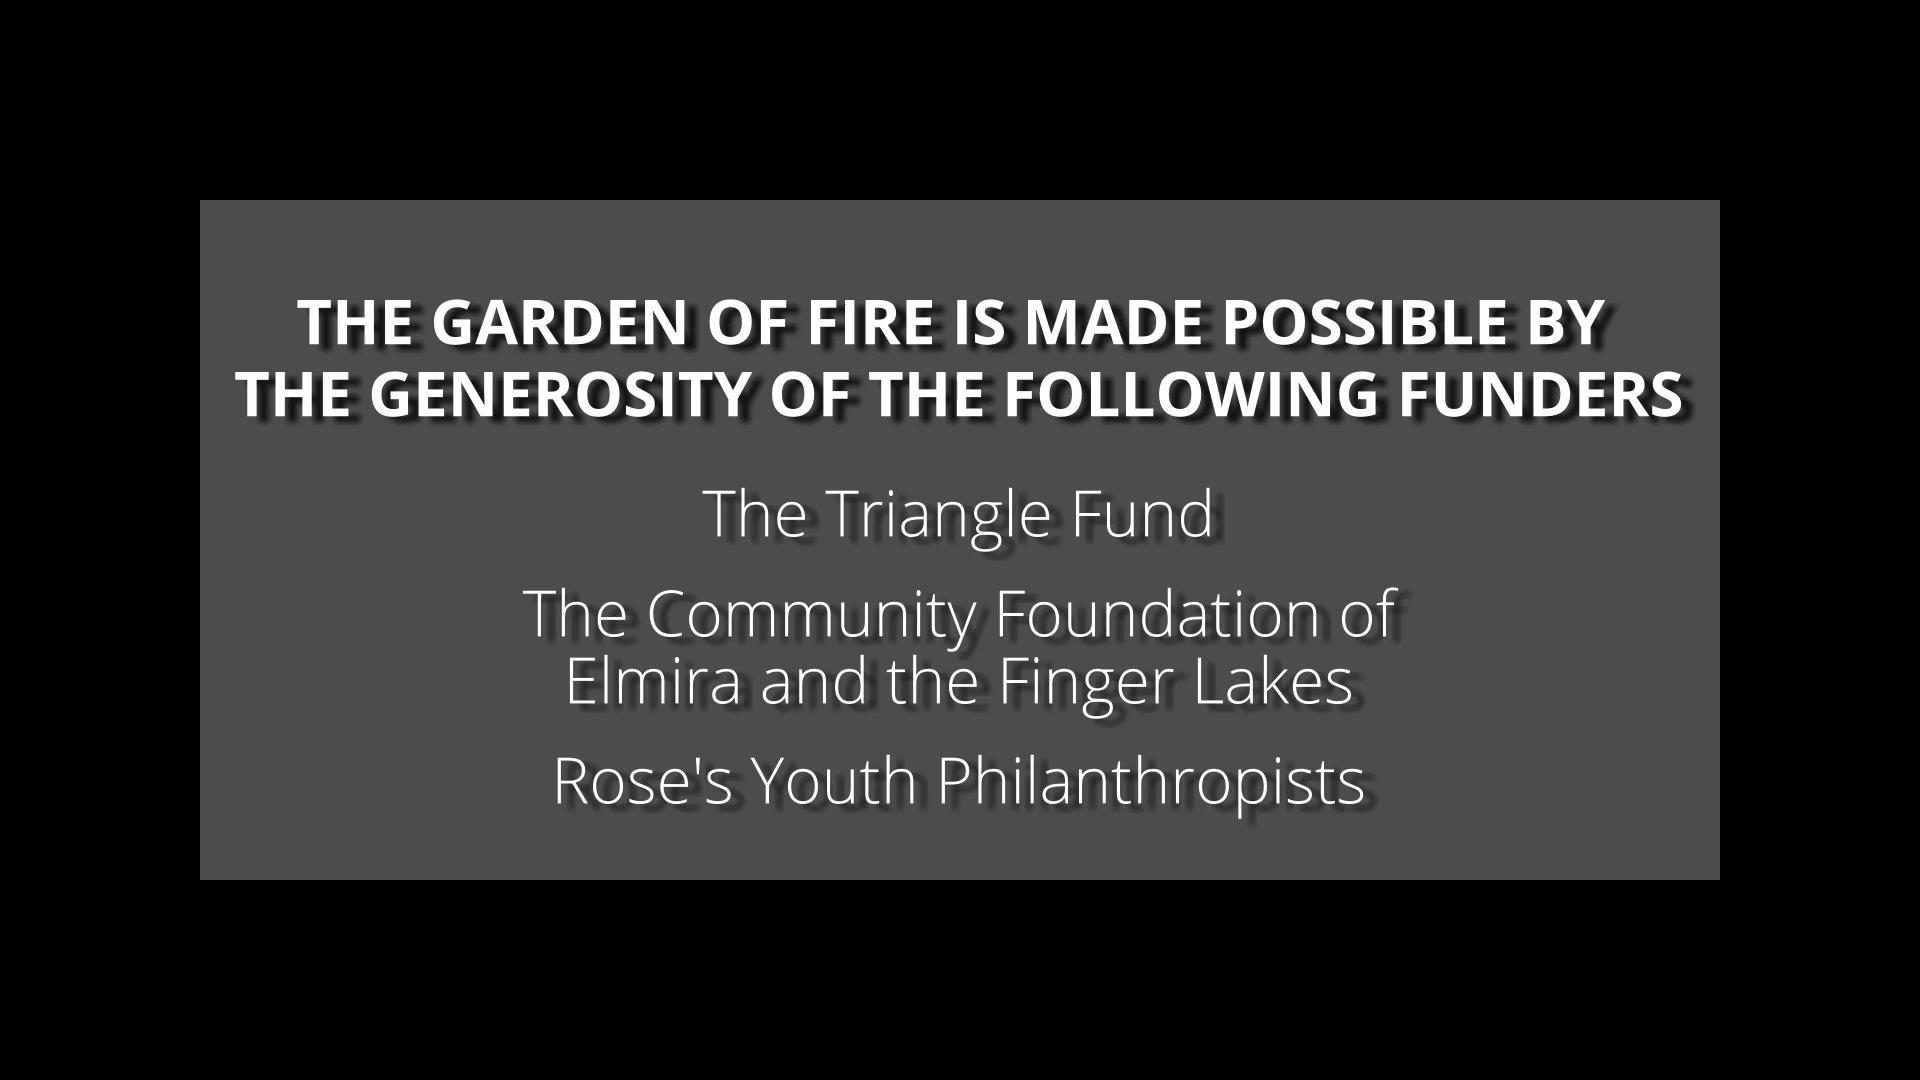 THE GARDEN OF FIRE IS MADE POSSIBLE BY
THE GENEROSITY OF THE FOLLOWING FUNDERS
The Triangle Fund
The Community Foundation of
Elmira and the Finger Lakes
Rose's Youth Philanthropists